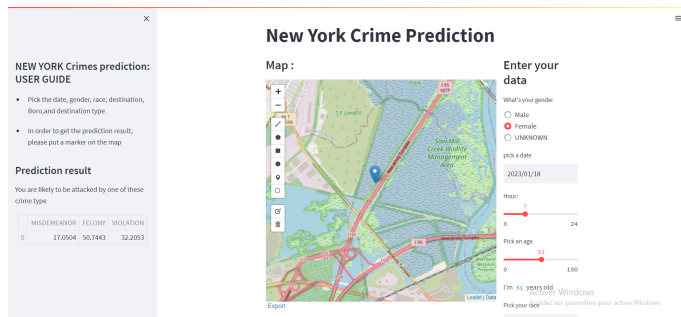 ×
NEW YORK Crimes prediction:
USER GUIDE
Pick the date, gender, race, destination,
Boro,and destination type
In order to get the prediction result,
please put a marker on the map
Prediction result
You are likely to be attacked by one of these
crime type
MISDEMEANOR FELONY VIOLATION
0 17.0504 50.7443 32.2053
New York Crime Prediction
Map :
+
−
I 95
NJTP
Saw Mill
Creek Wildlife
Management
Area
Leaflet | Data
Export
Enter your
data
What's your gender
Male
Female
UNKNOWN
pick a date
2023/01/18
Hour:
7
0 24
Pick an age
51
0 100
I'm 51 years old
Activer Windows
Accédez aux paramètres pour activer Windows.
Pick your race